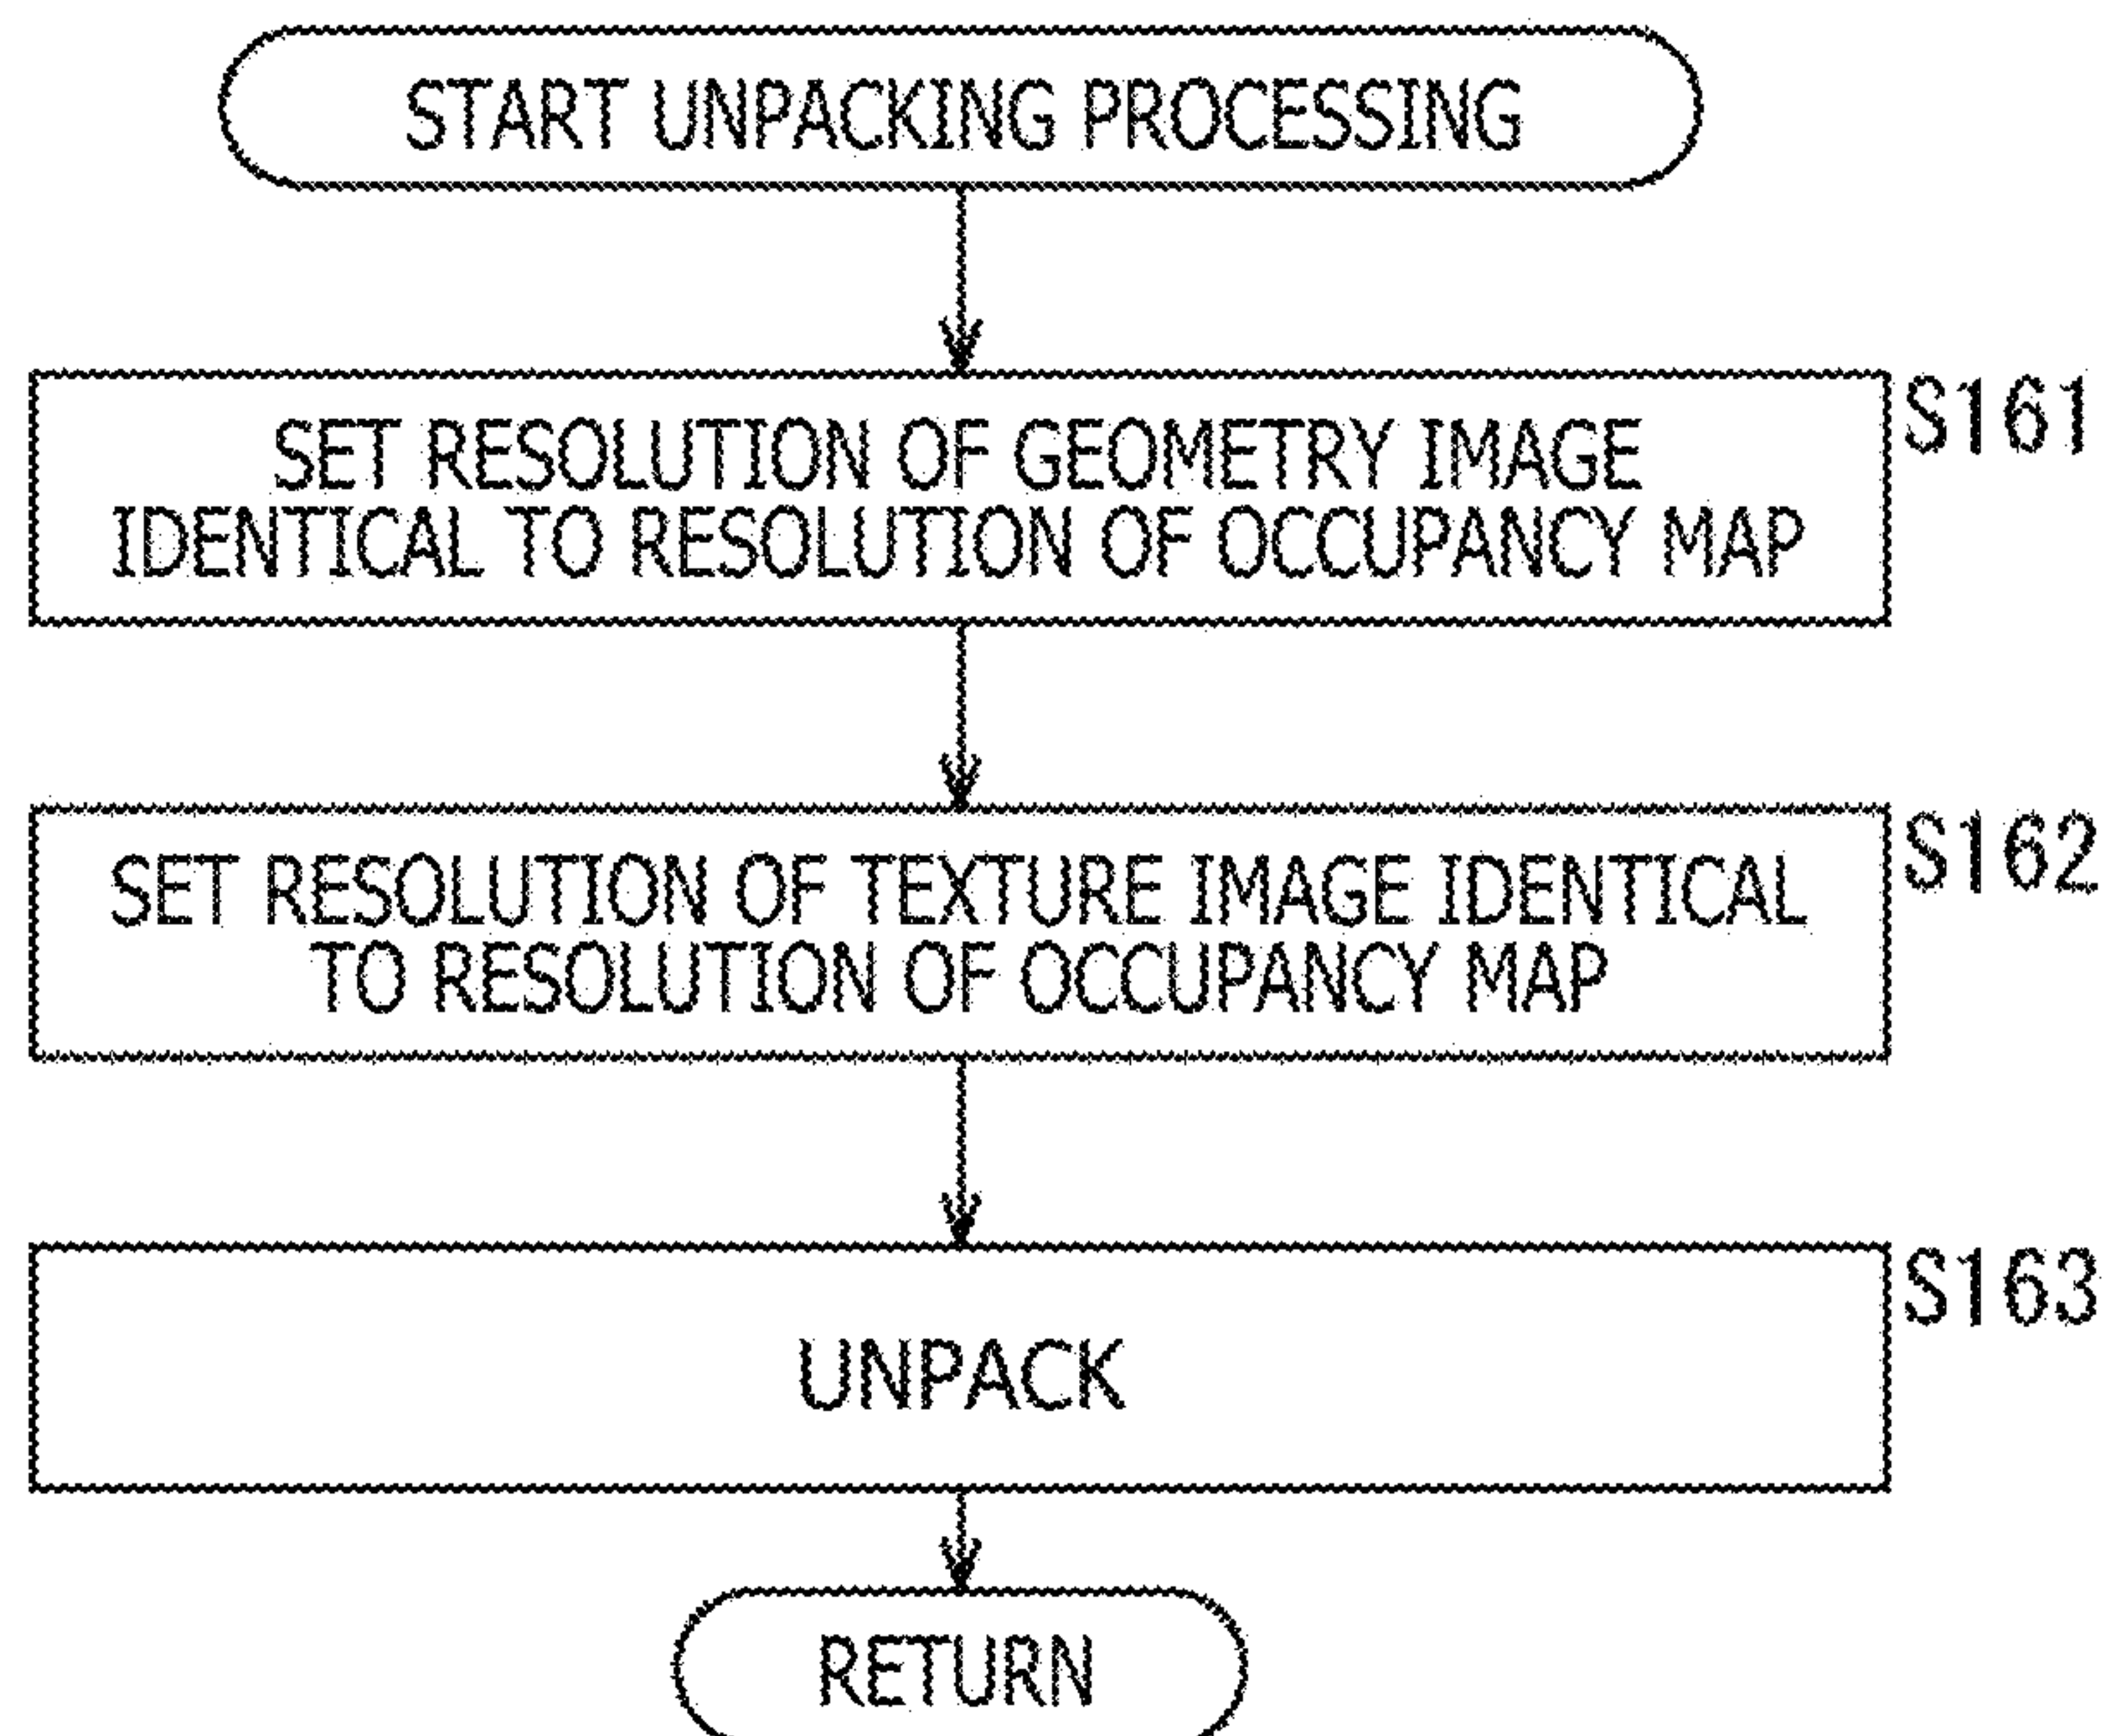 START UNPACKING PROCESSING
S161
SET RESOLUTION OF GEOMETRY IMAGE
IDENTICAL TO RESOLUTION OF OCCUPANCY MAP
S162
SET RESOLUTION OF TEXTURE IMAGE IDENTICAL
TO RESOLUTION OF OCCUPANCY MAP
S163
UNPACK
RETURN